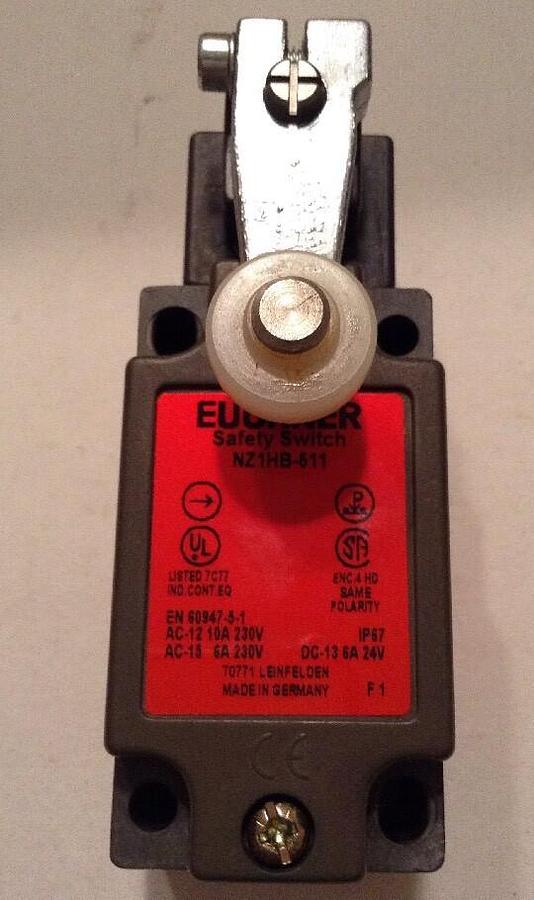 Safety Switch
NZ1HB-511
UL
SA
P
LISTED 7C77
IND.CONT.EQ
ENC.4 HD
SAME
POLARITY
EN 60947-5-1
AC-12 10A 230V IP67
AC-15 6A 230V DC-13 6A 24V
70771 LEINFELDEN
MADE IN GERMANY F 1
CE